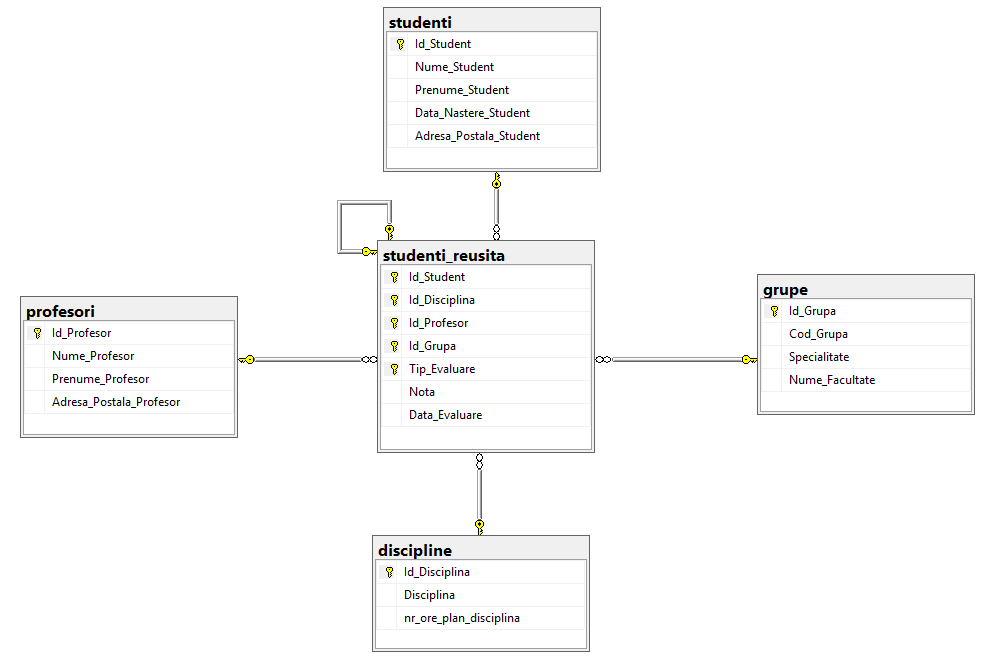 studenti
Id_Student
Nume_Student
Prenume_Student
Data_Nastere_Student
Adresa_Postala_Student
studenti_reusita
Id_Student
Id_Disciplina
Id_Profesor
Id_Grupa
Tip_Evaluare
Nota
Data_Evaluare
profesori
Id_Profesor
Nume_Profesor
Prenume_Profesor
Adresa_Postala_Profesor
grupe
Id_Grupa
Cod_Grupa
Specialitate
Nume_Facultate
discipline
Id_Disciplina
Disciplina
nr_ore_plan_disciplina